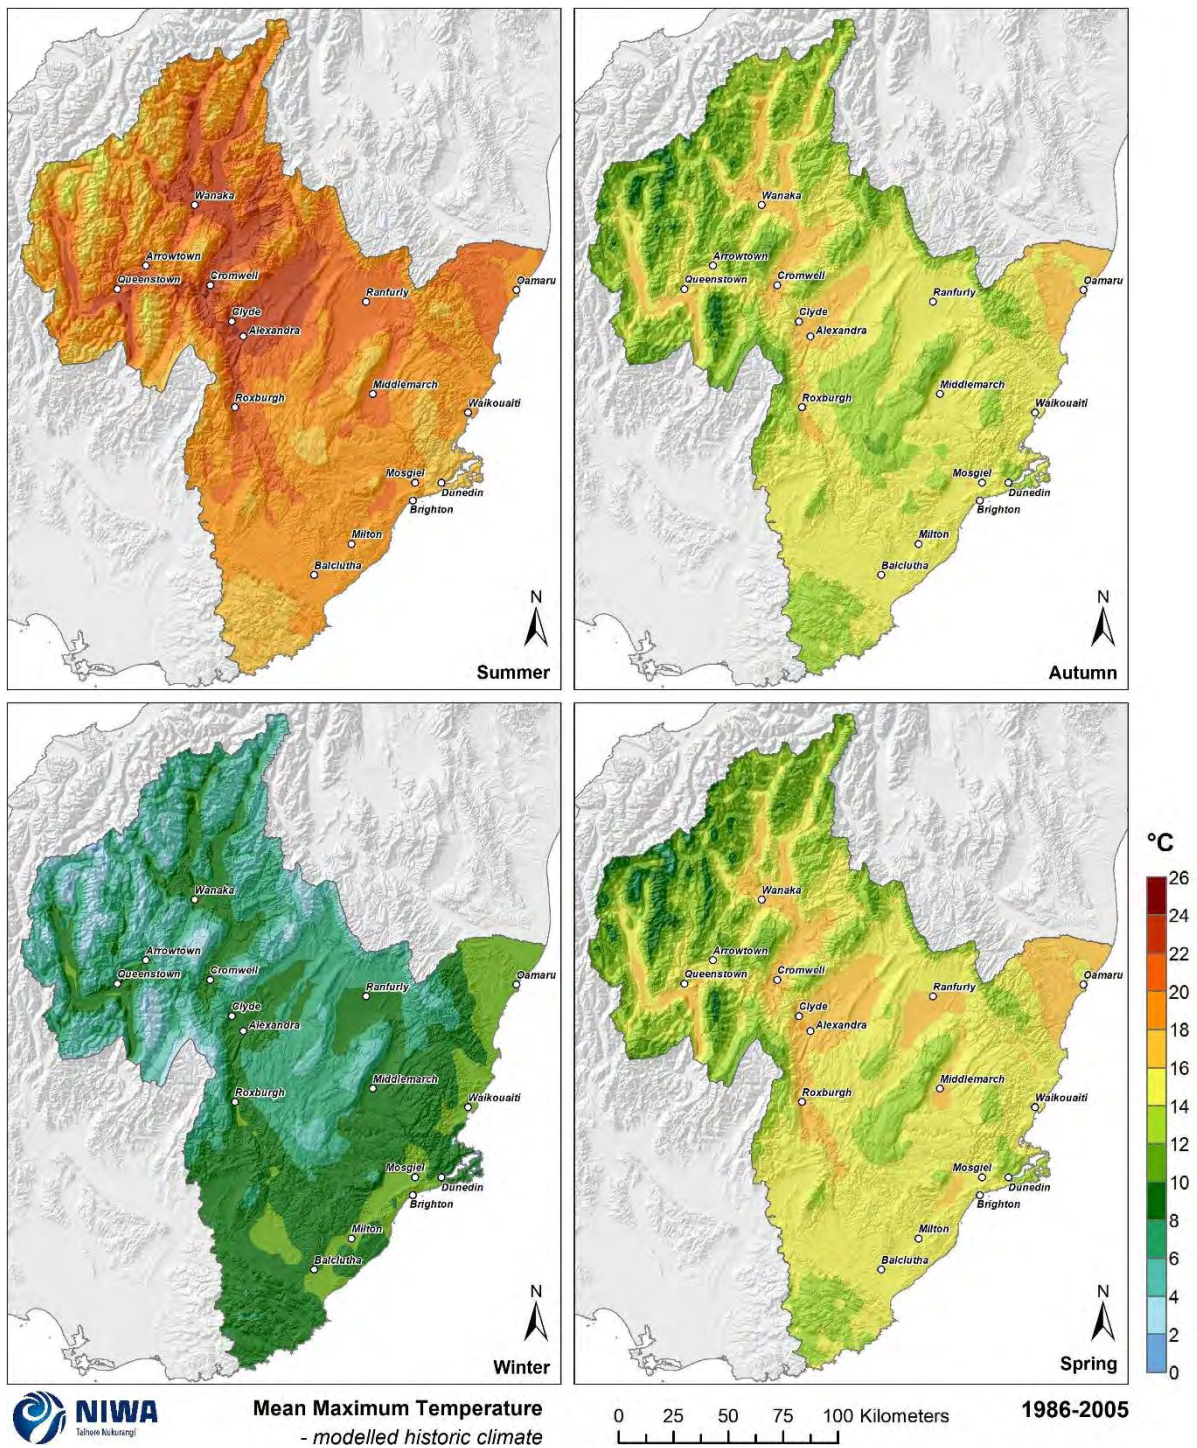 Wanaka
Arrowtown
Queenstown
Cromwell
Clyde
Alexandra
Ranfurly
Oamaru
Roxburgh
Middlemarch
Waikouaiti
Mosgiel
Dunedin
Brighton
Milton
Balclutha
N
Summer
Wanaka
Arrowtown
Queenstown
Cromwell
Clyde
Alexandra
Ranfurly
Oamaru
Roxburgh
Middlemarch
Waikouaiti
Mosgiel
Dunedin
Brighton
Milton
Balclutha
N
Autumn
Wanaka
Arrowtown
Queenstown
Cromwell
Clyde
Alexandra
Ranfurly
Oamaru
Roxburgh
Middlemarch
Waikouaiti
Mosgiel
Dunedin
Brighton
Milton
Balclutha
N
Winter
Wanaka
Arrowtown
Queenstown
Cromwell
Clyde
Alexandra
Ranfurly
Oamaru
Roxburgh
Middlemarch
Waikouaiti
Mosgiel
Dunedin
Brighton
Milton
Balclutha
N
Spring
°C
26
24
22
20
18
16
14
12
10
8
6
4
2
0
NIWA
Taihoro Nukurangi
Mean Maximum Temperature
- modelled historic climate
0 25 50 75 100 Kilometers
1986-2005